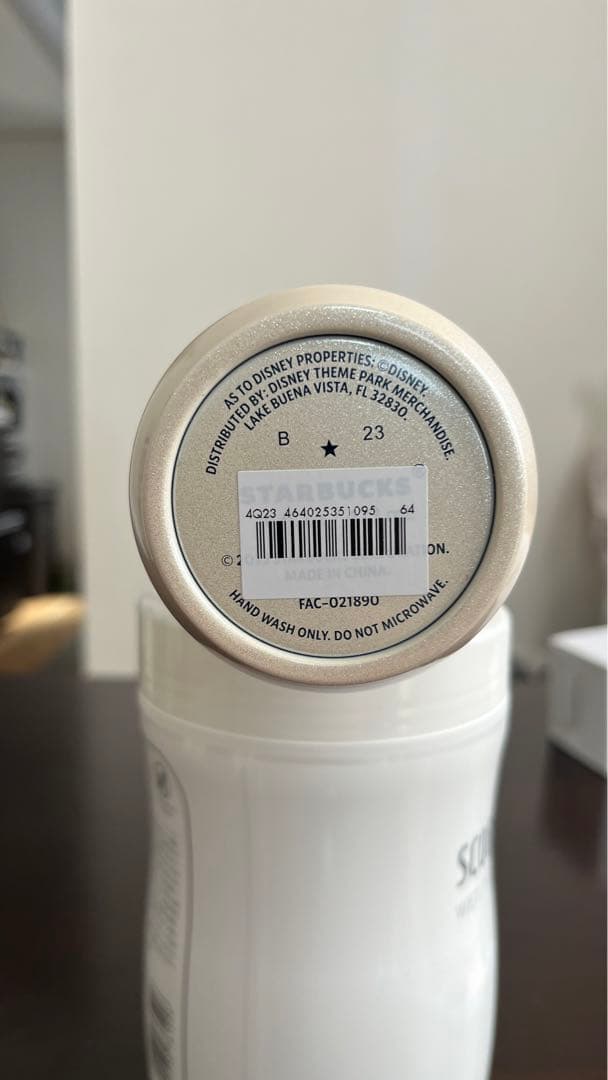 AS TO DISNEY PROPERTIES: ©DISNEY.
DISTRIBUTED BY: DISNEY THEME PARK MERCHANDISE.
LAKE BUENA VISTA, FL 32830.
B 23
STARBUCKS
4Q23 464025351095 64
MADE IN CHINA.
FAC-021890
HAND WASH ONLY. DO NOT MICROWAVE.